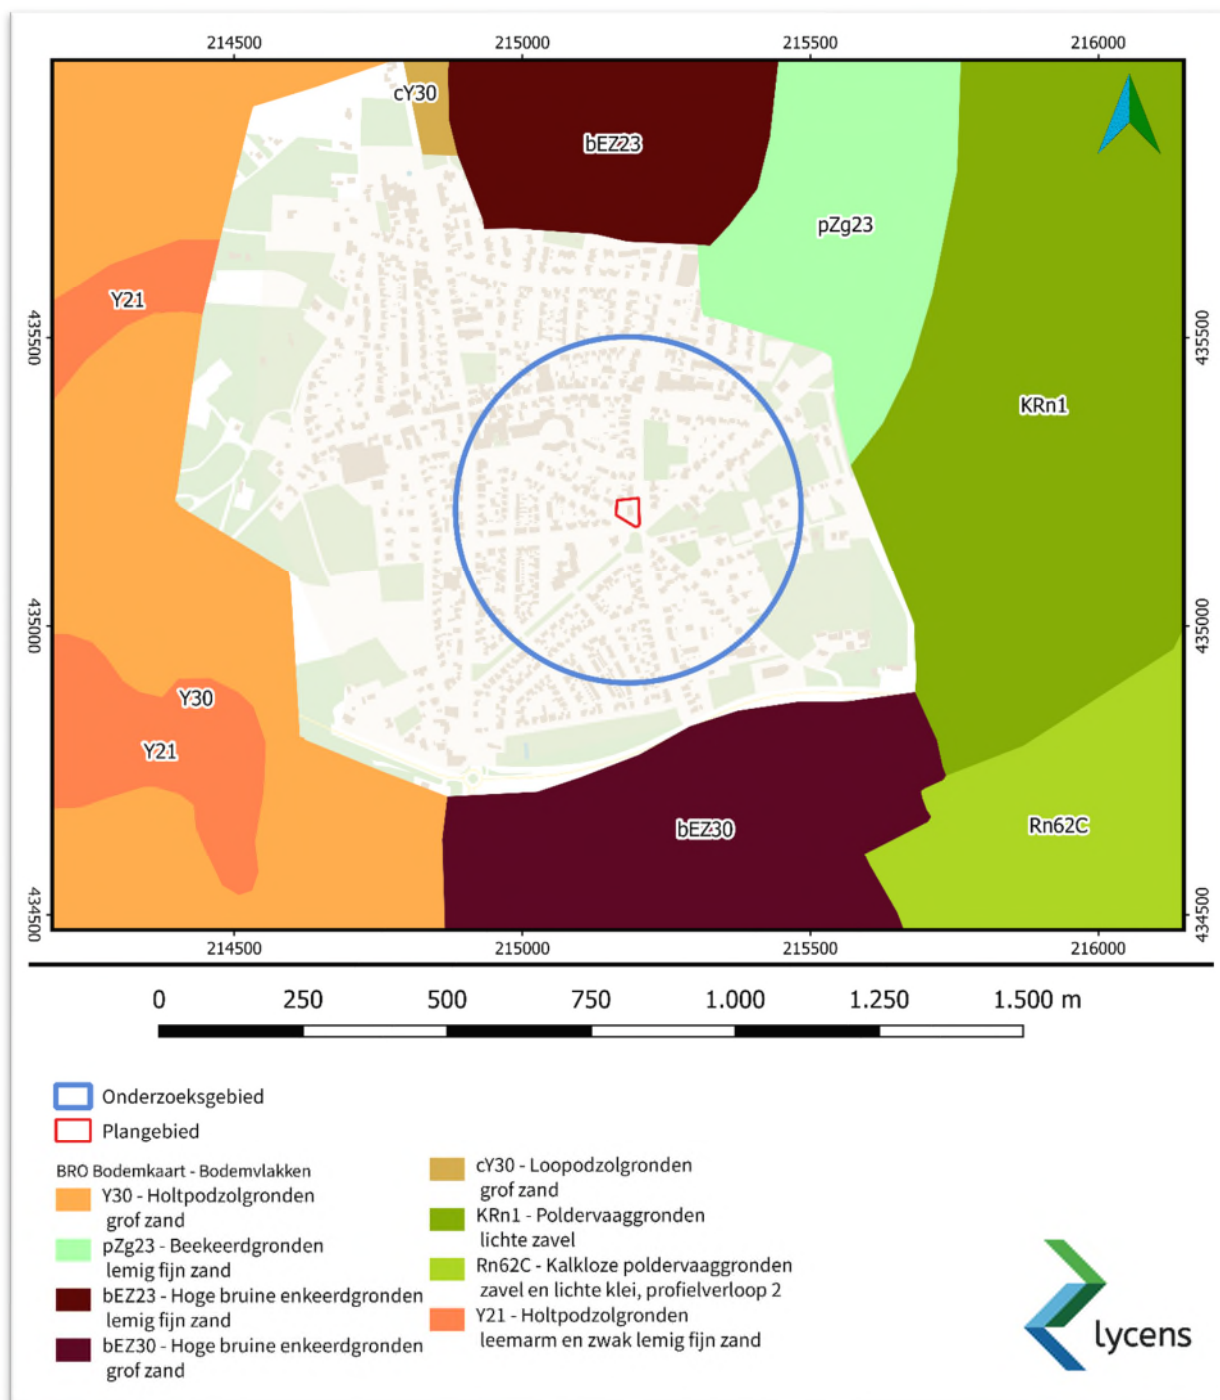 214500 215000 215500 216000
cY30
bEZ23
pZg23
Y21
435500 435500
KRn1
435000 435000
Y30
Y21
bEZ30
Rn62C
434500 434500
214500 215000 215500 216000
0 250 500 750 1.000 1.250 1.500 m
Onderzoeksgebied
Plangebied
BRO Bodemkaart - Bodemvlakken
Y30 - Holtpodzolgronden
grof zand
pZg23 - Beekeerdgronden
lemig fijn zand
bEZ23 - Hoge bruine enkeerdgronden
lemig fijn zand
bEZ30 - Hoge bruine enkeerdgronden
grof zand
cY30 - Loopodzolgronden
grof zand
KRn1 - Poldervaaggronden
lichte zavel
Rn62C - Kalkloze poldervaaggronden
zavel en lichte klei, profielverloop 2
Y21 - Holtpodzolgronden
leemarm en zwak lemig fijn zand
lycens